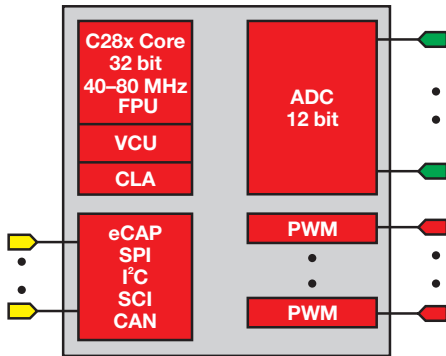 C28x Core
32 bit
40–80 MHz
FPU
VCU
CLA
ADC
12 bit
eCAP
SPI
I²C
SCI
CAN
PWM
PWM